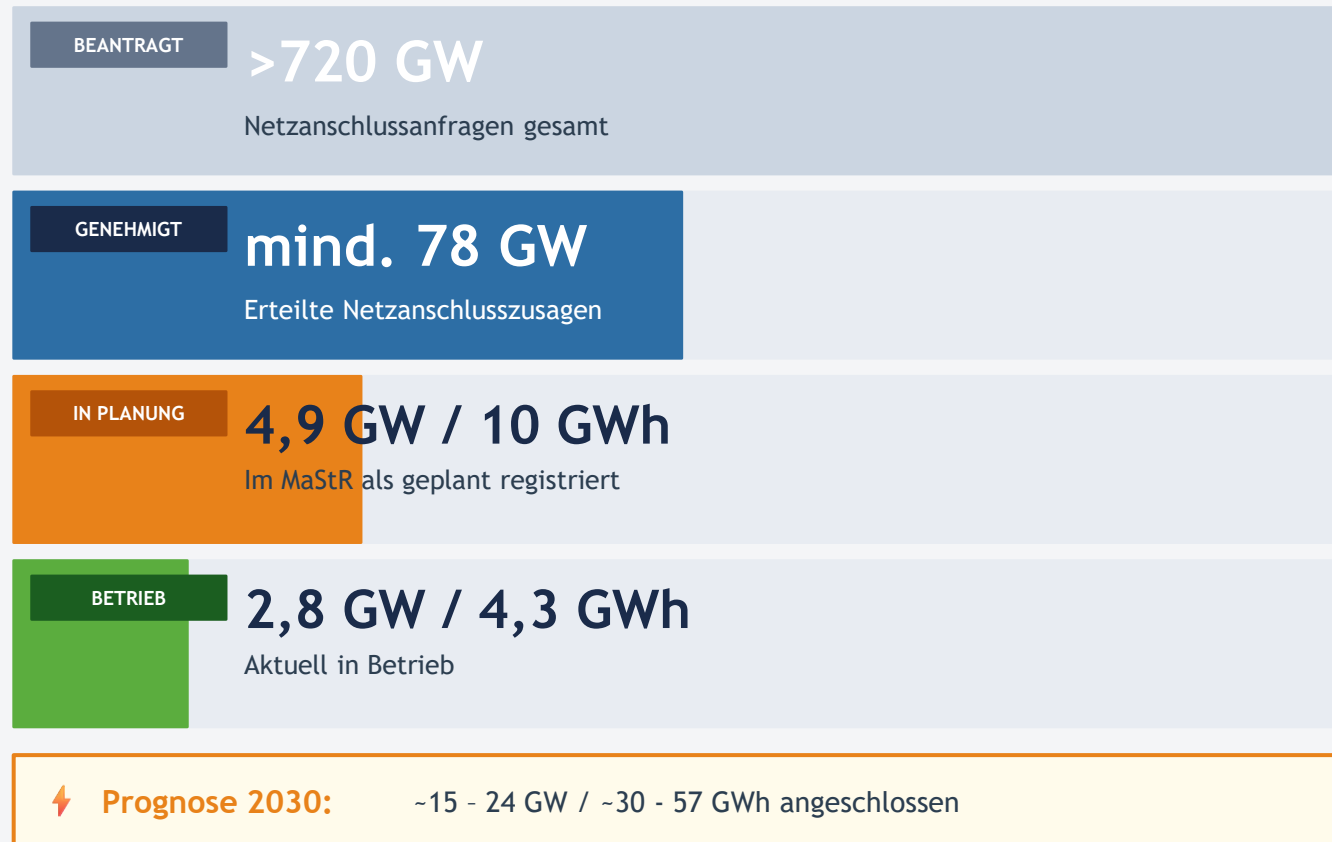 BEANTRAGT
>720 GW
Netzanschlussanfragen gesamt
GENEHMIGT
mind. 78 GW
Erteilte Netzanschlusszusagen
IN PLANUNG
4,9 GW / 10 GWh
Im MaStR als geplant registriert
BETRIEB
2,8 GW / 4,3 GWh
Aktuell in Betrieb
Prognose 2030: ~15 – 24 GW / ~30 - 57 GWh angeschlossen